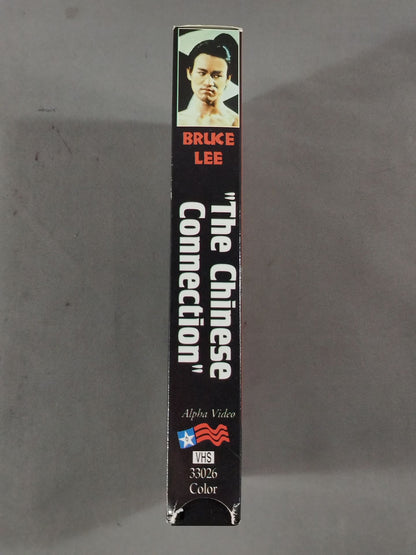 BRUCE
LEE
"The Chinese
Connection"
Alpha Video
VHS
33026
Color